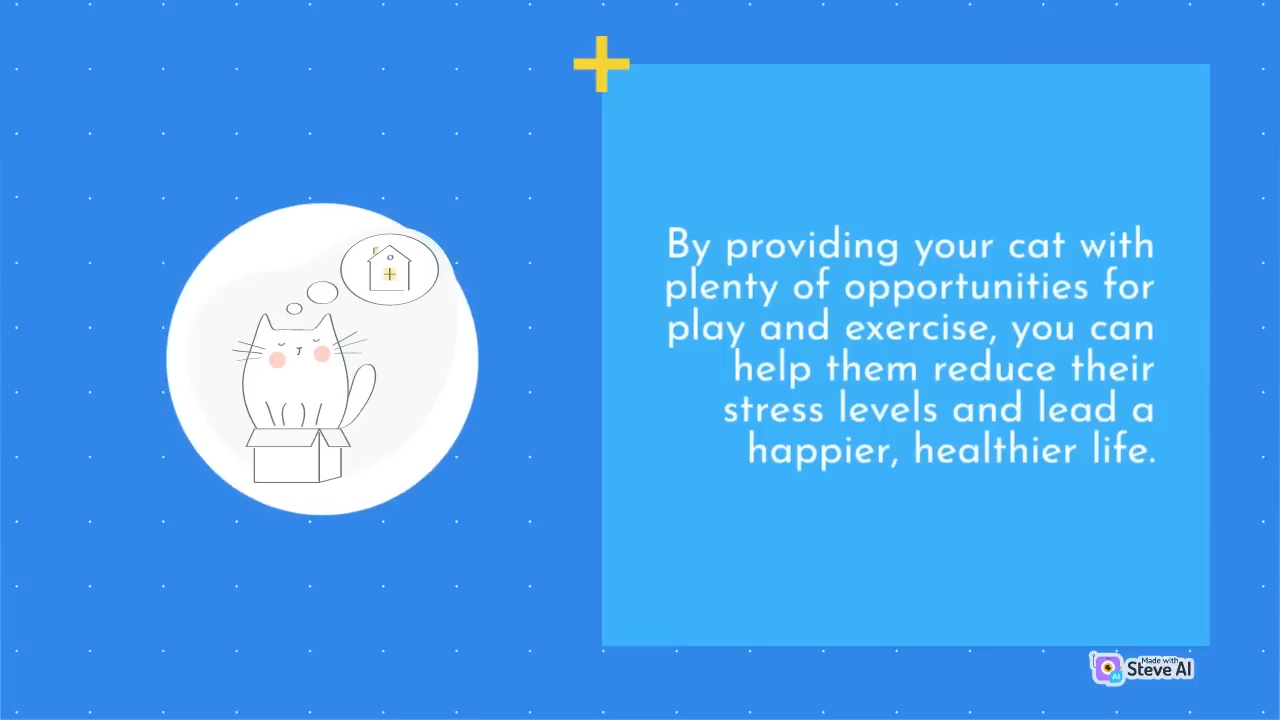 By providing your cat with
plenty of opportunities for
play and exercise, you can
help them reduce their
stress levels and lead a
happier, healthier life.
Made with
Steve AI
AI